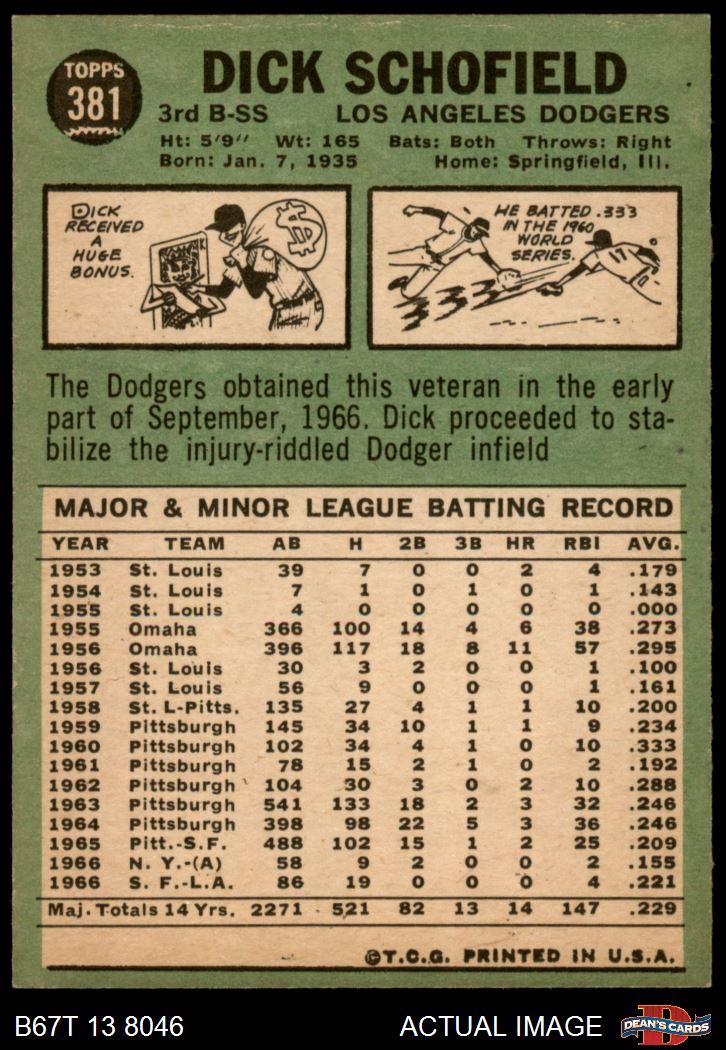 TOPPS
381
DICK SCHOFIELD
3rd B-SS LOS ANGELES DODGERS
Ht: 5'9" Wt: 165 Bats: Both Throws: Right
Born: Jan. 7, 1935 Home: Springfield, Ill.
DICK
RECEIVED
A
HUGE
BONUS.
$
K
HE BATTED .333
IN THE 1960
WORLD
SERIES.
333
The Dodgers obtained this veteran in the early
part of September, 1966. Dick proceeded to sta-
bilize the injury-riddled Dodger infield
MAJOR & MINOR LEAGUE BATTING RECORD
YEAR TEAM AB H 2B 3B HR RBI AVG.
1953 St. Louis 39 7 0 0 2 4 .179
1954 St. Louis 7 1 0 1 0 1 .143
1955 St. Louis 4 0 0 0 0 0 .000
1955 Omaha 366 100 14 4 6 38 .273
1956 Omaha 396 117 18 8 11 57 .295
1956 St. Louis 30 3 2 0 0 1 .100
1957 St. Louis 56 9 0 0 0 1 .161
1958 St. L-Pitts. 135 27 4 1 1 10 .200
1959 Pittsburgh 145 34 10 1 1 9 .234
1960 Pittsburgh 102 34 4 1 0 10 .333
1961 Pittsburgh 78 15 2 1 0 2 .192
1962 Pittsburgh 104 30 3 0 2 10 .288
1963 Pittsburgh 541 133 18 2 3 32 .246
1964 Pittsburgh 398 98 22 5 3 36 .246
1965 Pitt.-S.F. 488 102 15 1 2 25 .209
1966 N. Y.-(A) 58 9 2 0 0 2 .155
1966 S. F.-L.A. 86 19 0 0 0 4 .221
Maj. Totals 14 Yrs. 2271 521 82 13 14 147 .229
©T.C.G. PRINTED IN U.S.A.
B67T 13 8046 ACTUAL IMAGE
D
DEAN'S CARDS